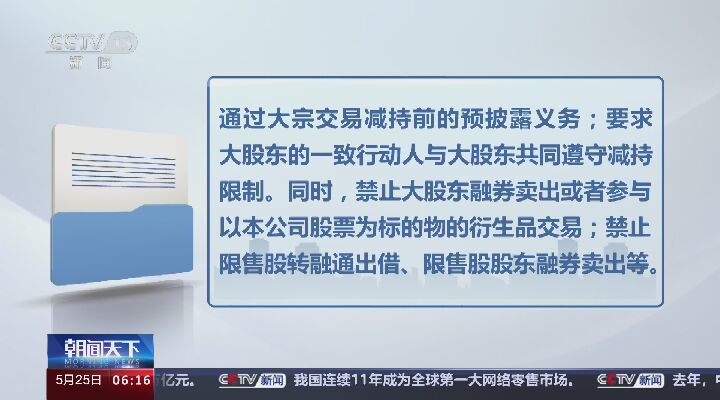 CCTV 13
新闻
通过大宗交易减持前的预披露义务；要求
大股东的一致行动人与大股东共同遵守减持
限制。同时，禁止大股东融券卖出或者参与
以本公司股票为标的物的衍生品交易；禁止
限售股转融通出借、限售股股东融券卖出等。
朝闻天下
MORNING NEWS
5月25日 06:16 万亿元。 CCTV 新闻 我国连续11年成为全球第一大网络零售市场。 CCTV 新闻 去年，